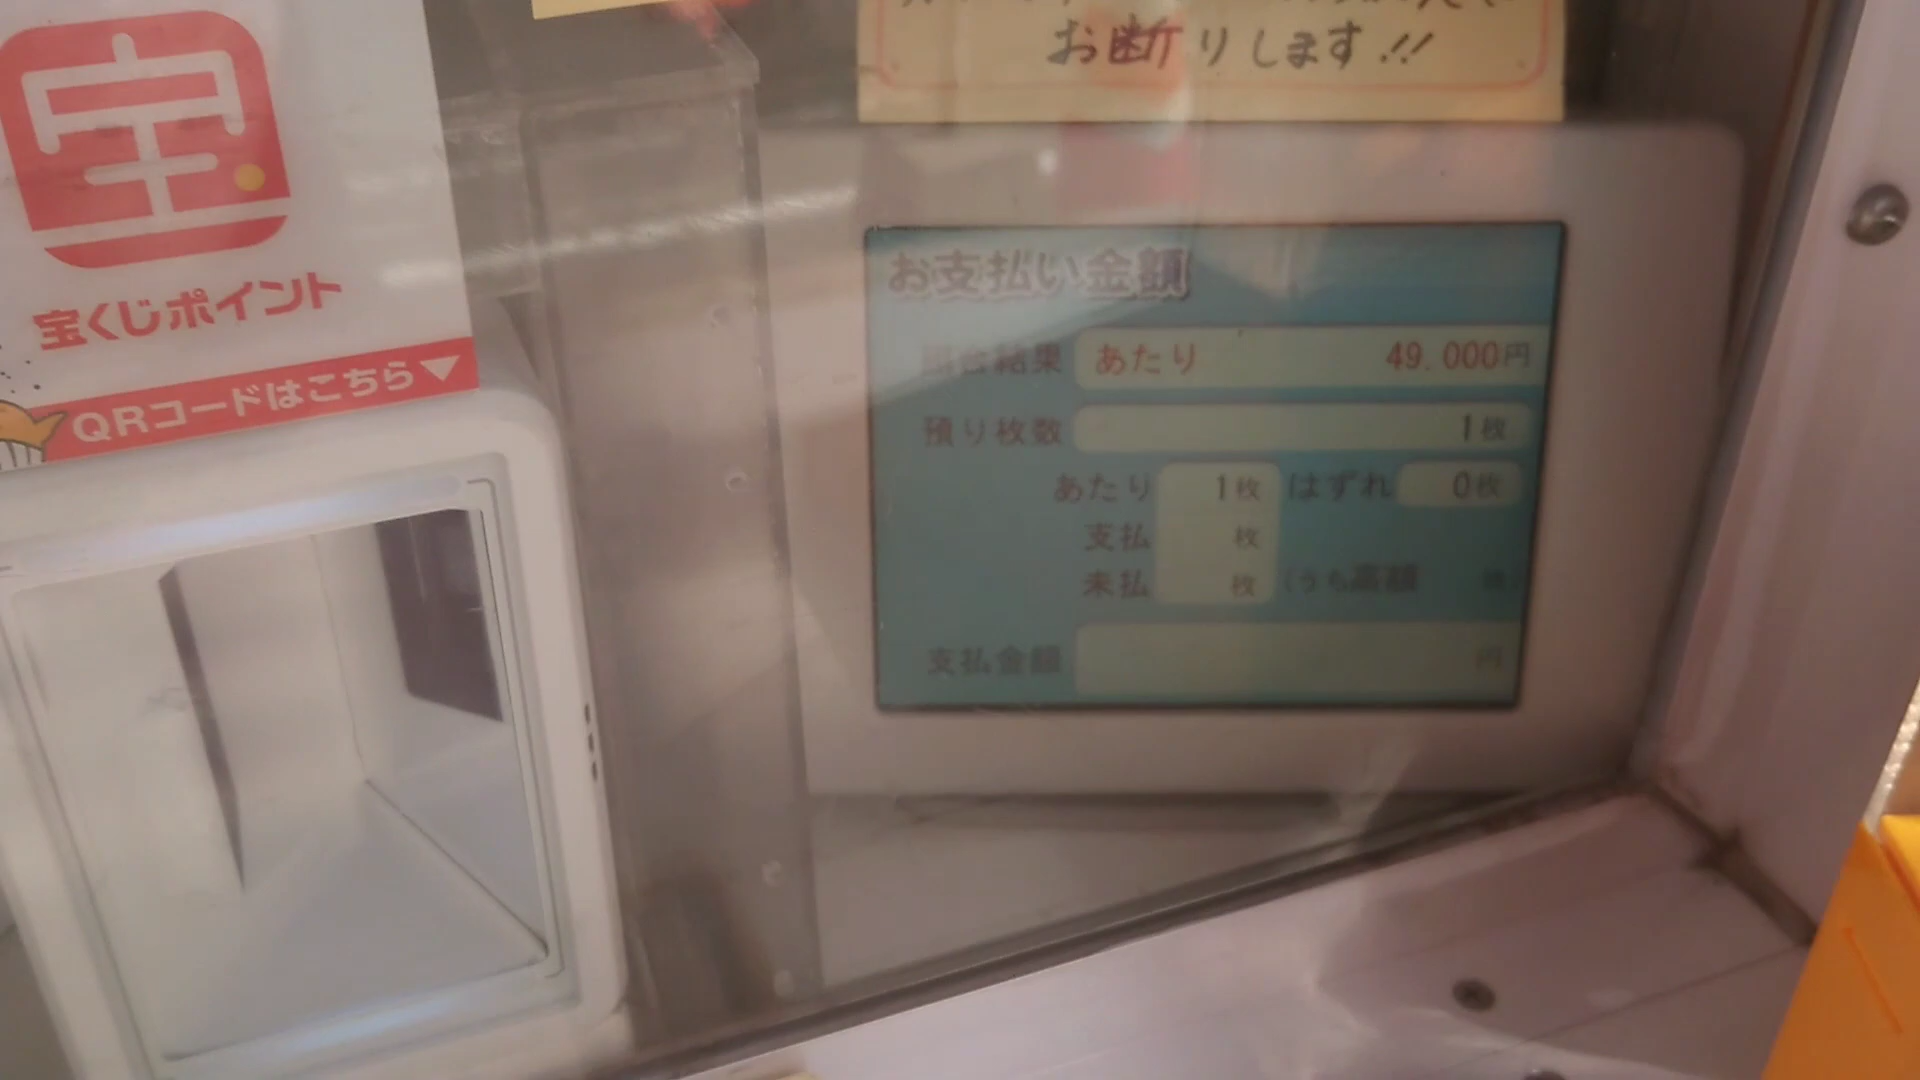 宝
宝くじポイント
QRコードはこちら▼
お断りします!!
お支払い金額
照合結果 あたり 49.000円
預り枚数 1枚
あたり 1枚 はずれ 0枚
支払 枚
未払 枚 (うち高額 枚)
支払金額 円